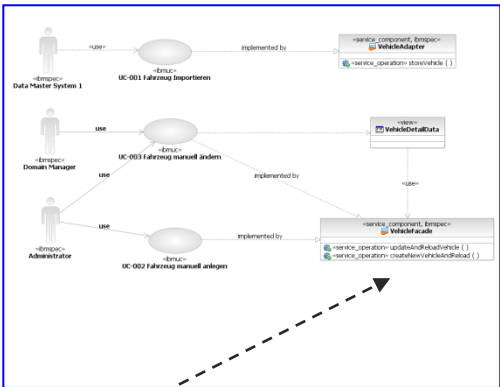 «ibmspec»
Data Master System 1
«use»
«ibmuc»
UC-001 Fahrzeug Importieren
implemented by
«service_component, ibmspec»
VehicleAdapter
«service_operation» storeVehicle ( )
«ibmspec»
Domain Manager
use
«ibmuc»
UC-003 Fahrzeug manuell ändern
«view»
VehicleDetailData
use
implemented by
«use»
«ibmspec»
Administrator
use
«ibmuc»
UC-002 Fahrzeug manuell anlegen
implemented by
«service_component, ibmspec»
VehicleFacade
«service_operation» updateAndReloadVehicle ( )
«service_operation» createNewVehicleAndReload ( )